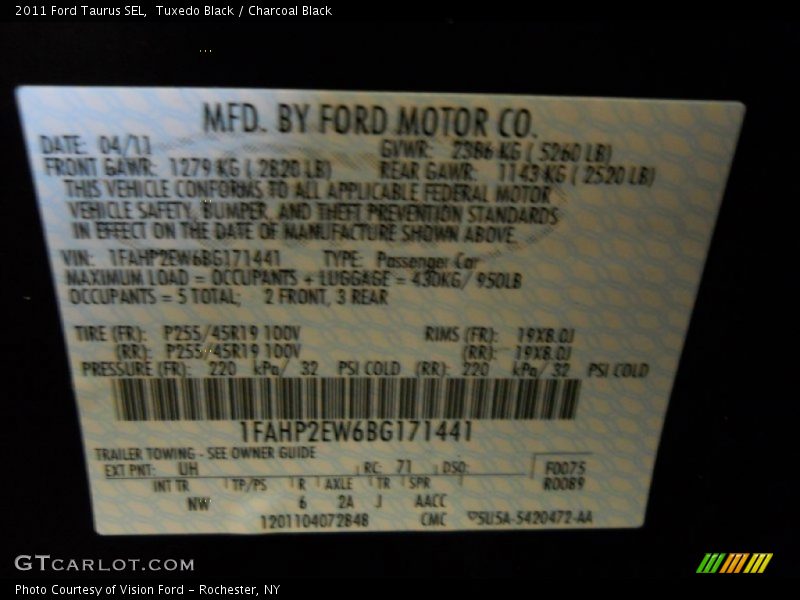 2011 Ford Taurus SEL, Tuxedo Black / Charcoal Black
MFD. BY FORD MOTOR CO.
DATE: 04/11 GVWR: 2386 KG ( 5260 LB)
FRONT GAWR: 1279 KG ( 2820 LB) REAR GAWR: 1143 KG ( 2520 LB)
THIS VEHICLE CONFORMS TO ALL APPLICABLE FEDERAL MOTOR
VEHICLE SAFETY, BUMPER, AND THEFT PREVENTION STANDARDS
IN EFFECT ON THE DATE OF MANUFACTURE SHOWN ABOVE.
VIN: 1FAHP2EW6BG171441 TYPE: Passenger Car
MAXIMUM LOAD = OCCUPANTS + LUGGAGE = 430KG/ 950LB
OCCUPANTS = 5 TOTAL; 2 FRONT, 3 REAR
TIRE (FR): P255/45R19 100V RIMS (FR): 19X8.0J
(RR): P255/45R19 100V (RR): 19X8.0J
PRESSURE (FR): 220 kPa/ 32 PSI COLD (RR): 220 kPa/ 32 PSI COLD
1FAHP2EW6BG171441
TRAILER TOWING - SEE OWNER GUIDE
EXT PNT: UH RC: 71 DSO: F0075
R0089
INT TR TP/PS R AXLE TR SPR
NW 6 2A J AACC
1201104072848 CMC 5U5A-5420472-AA
GTCARLOT.COM
Photo Courtesy of Vision Ford - Rochester, NY